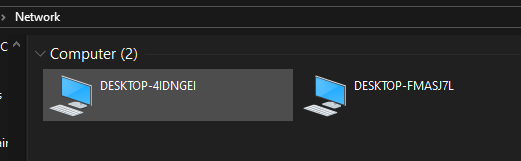 Network
Computer (2)
DESKTOP-4IDNGEI
DESKTOP-FMASJ7L